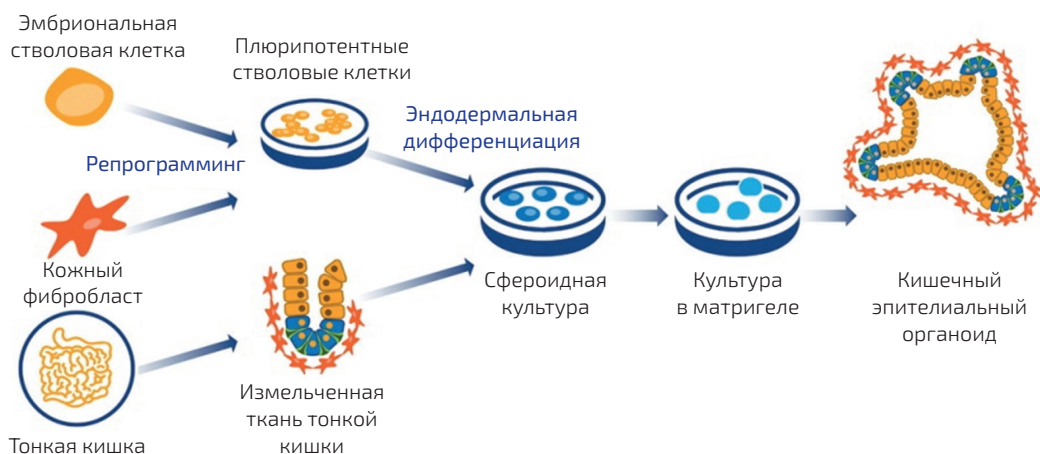 Эмбриональная
стволовая клетка
Плюрипотентные
стволовые клетки
Эндодермальная
дифференциация
Репрограмминг
Кожный
фибробласт
Сфероидная
культура
Культура
в матригеле
Кишечный
эпителиальный
органоид
Измельченная
ткань тонкой
кишки
Тонкая кишка